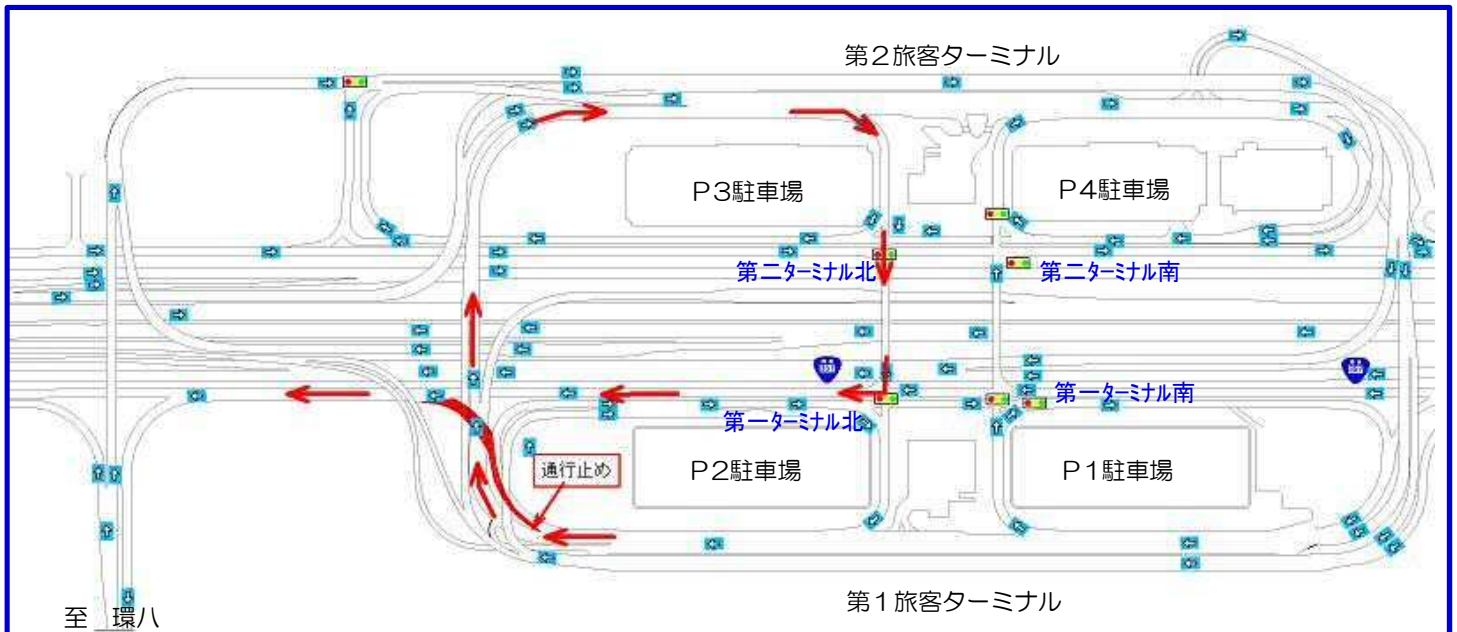 第2旅客ターミナル
P3駐車場
P4駐車場
第二ターミナル北
第二ターミナル南
第一ターミナル南
第一ターミナル北
通行止め
P2駐車場
P1駐車場
第1旅客ターミナル
至 環八